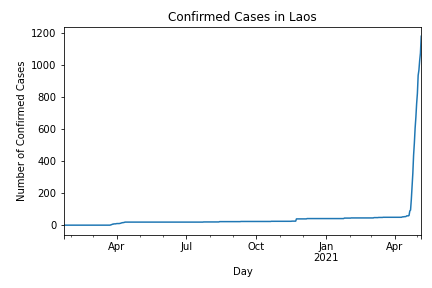 Confirmed Cases in Laos
1200
1000
800
600
400
200
0
Number of Confirmed Cases
Apr
Jul
Oct
Jan
2021
Apr
Day